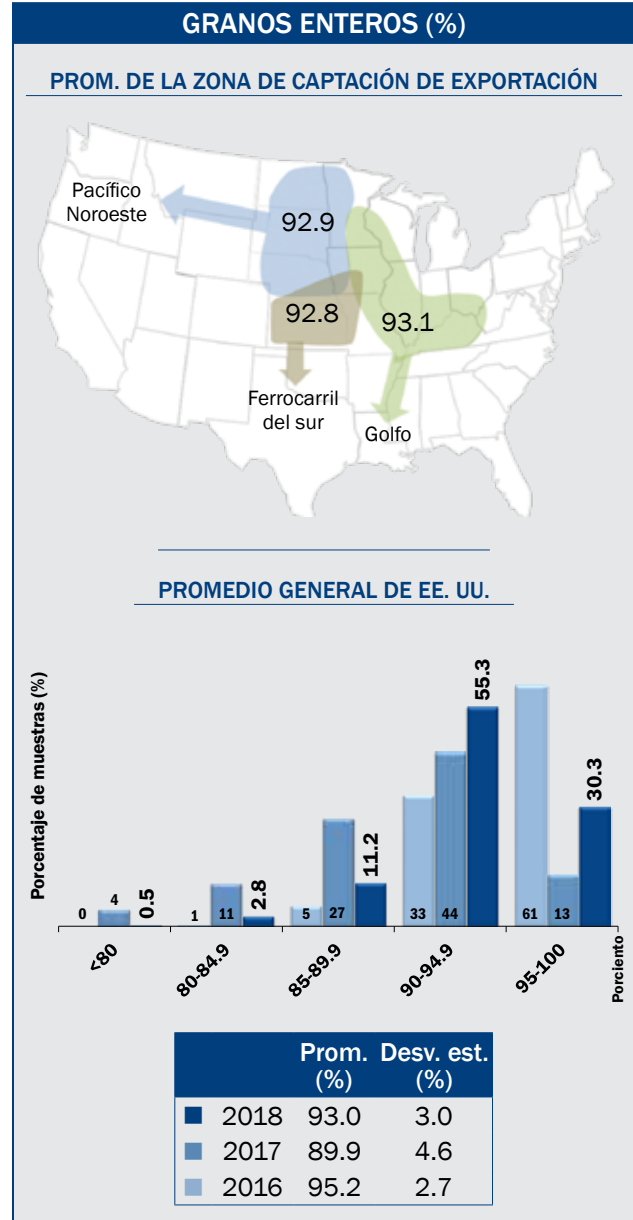 GRANOS ENTEROS (%)
PROM. DE LA ZONA DE CAPTACIÓN DE EXPORTACIÓN
Pacífico
Noroeste
92.9
92.8
93.1
Ferrocarril
del sur
Golfo
PROMEDIO GENERAL DE EE. UU.
Porcentaje de muestras (%)
0 4 0.5
1 11 2.8
5 27 11.2
33 44 55.3
61 13 30.3
<80 80-84.9 85-89.9 90-94.9 95-100
Porciento
Prom. Desv. est.
(%) (%)
2018 93.0 3.0
2017 89.9 4.6
2016 95.2 2.7